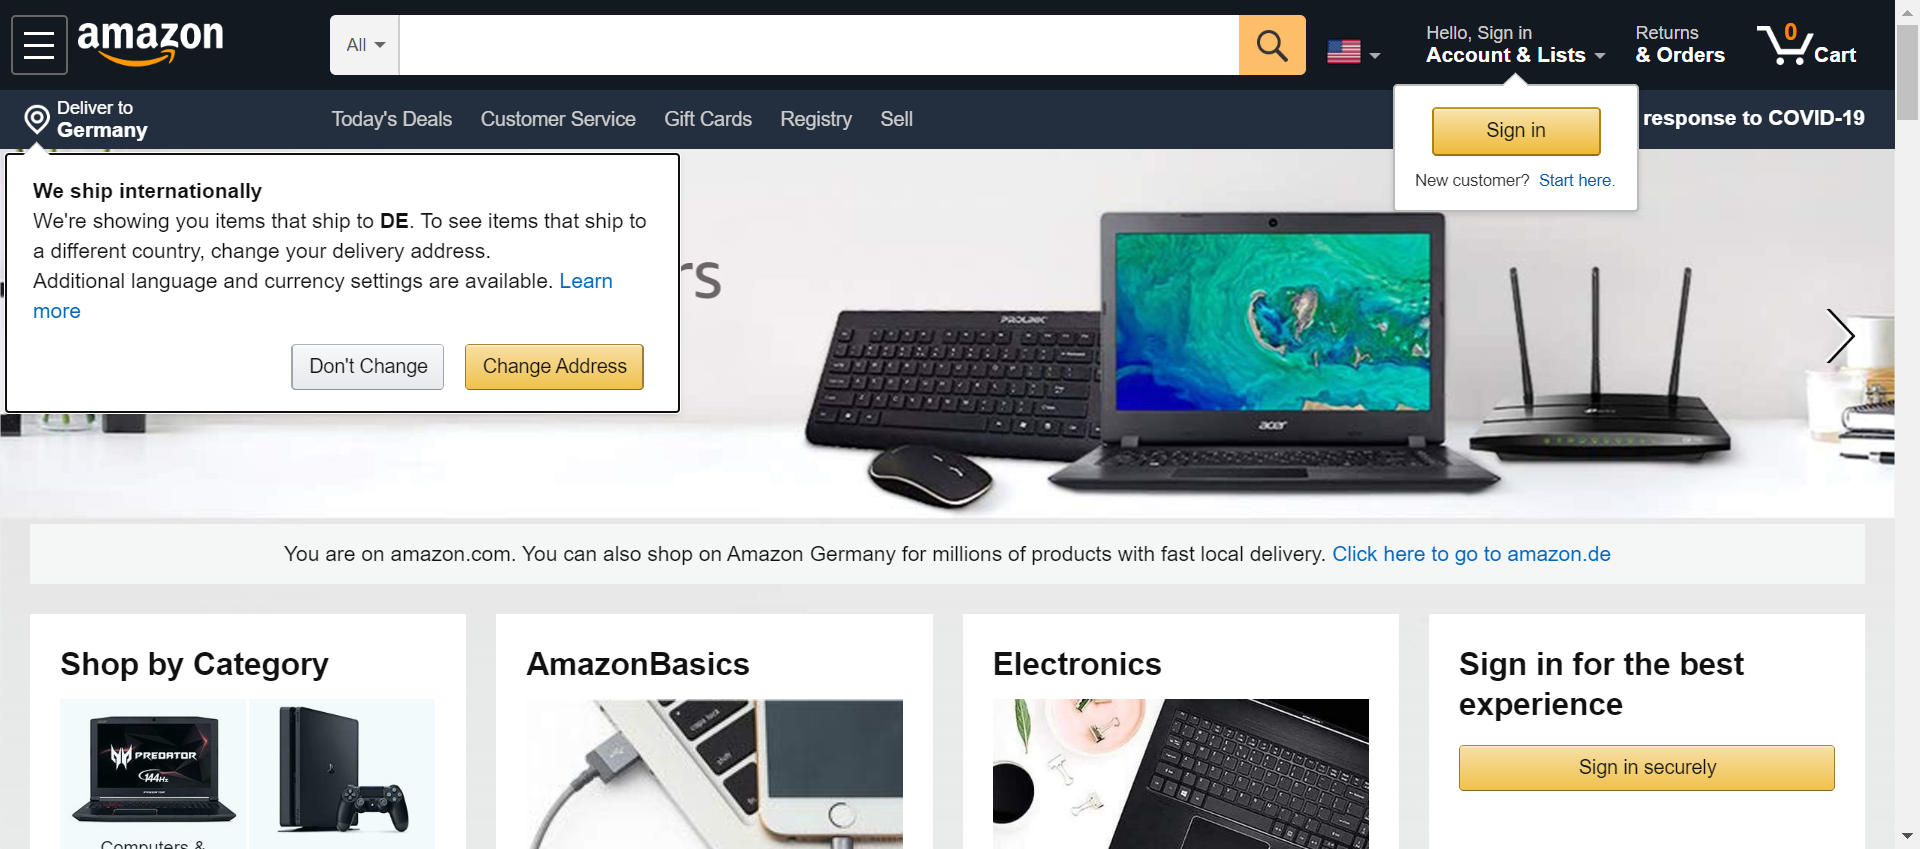 amazon
All
Hello, Sign in
Account & Lists
Returns
& Orders
0
Cart
Deliver to
Germany
Today's Deals
Customer Service
Gift Cards
Registry
Sell
response to COVID-19
Sign in
New customer? Start here.
We ship internationally
We're showing you items that ship to DE. To see items that ship to
a different country, change your delivery address.
Additional language and currency settings are available. Learn
more
Don't Change
Change Address
rs
PROLINK
acer
You are on amazon.com. You can also shop on Amazon Germany for millions of products with fast local delivery. Click here to go to amazon.de
Shop by Category
AmazonBasics
Electronics
Sign in for the best
experience
PREDATOR
144Hz
caps lock
shift
Sign in securely
Computers &